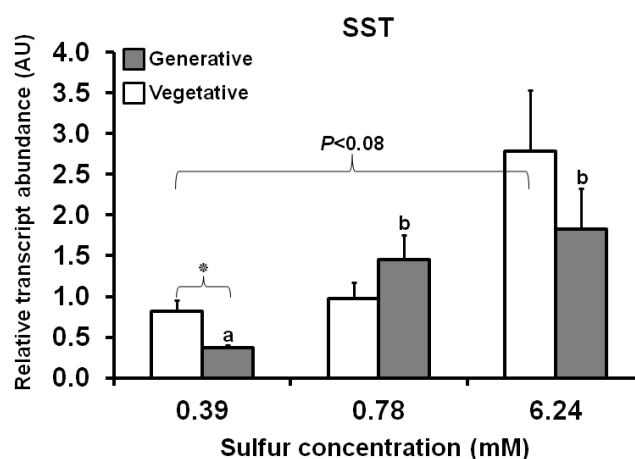 SST
Relative transcript abundance (AU)
4.0
3.5
3.0
2.5
2.0
1.5
1.0
0.5
0.0
Generative
Vegetative
P<0.08
*
a
b
b
0.39
0.78
6.24
Sulfur concentration (mM)